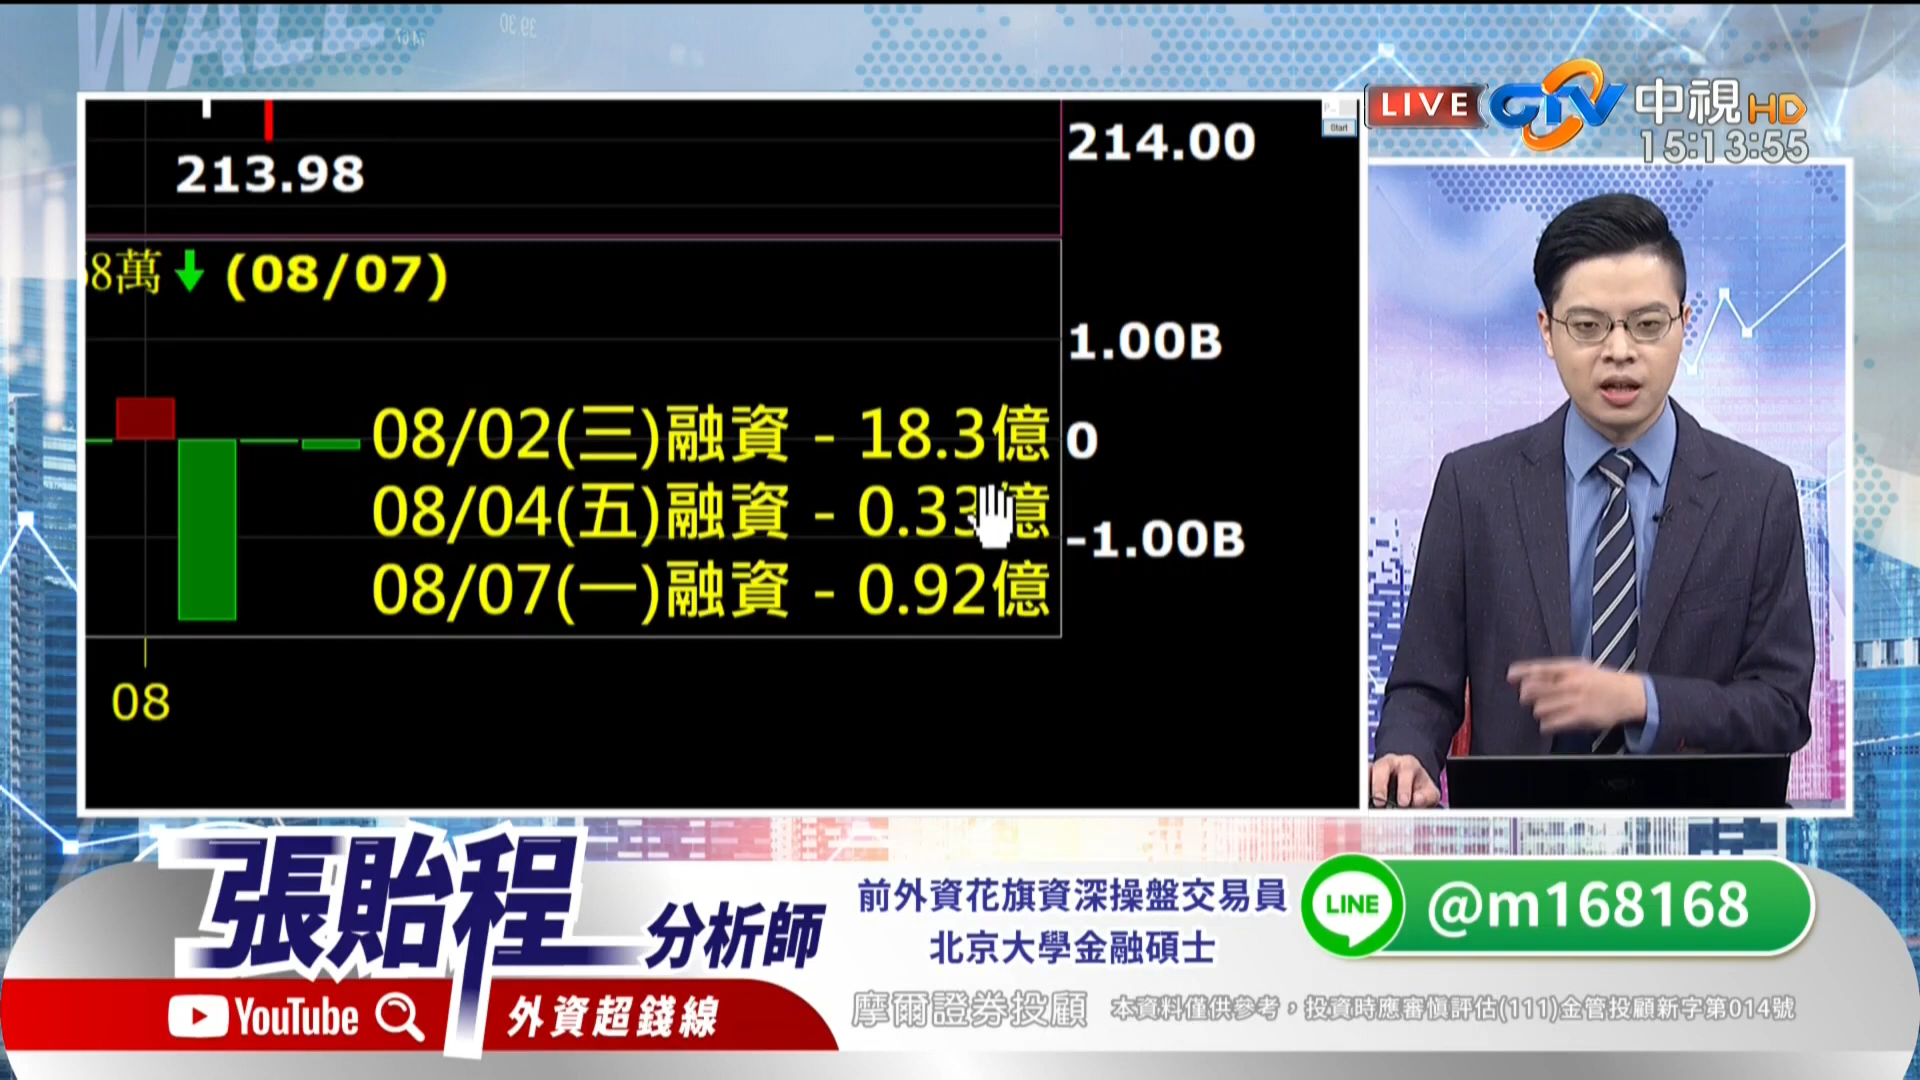 LIVE
CTV 中視 HD
15:13:55
214.00
Start
213.98
8萬 (08/07)
1.00B
08/02(三)融資 - 18.3億
0
08/04(五)融資 - 0.33億
-1.00B
08/07(一)融資 - 0.92億
08
張貽程 分析師
前外資花旗資深操盤交易員
北京大學金融碩士
LINE @m168168
YouTube 外資超錢線
摩爾證券投顧
本資料僅供參考，投資時應審慎評估(111)金管投顧新字第014號